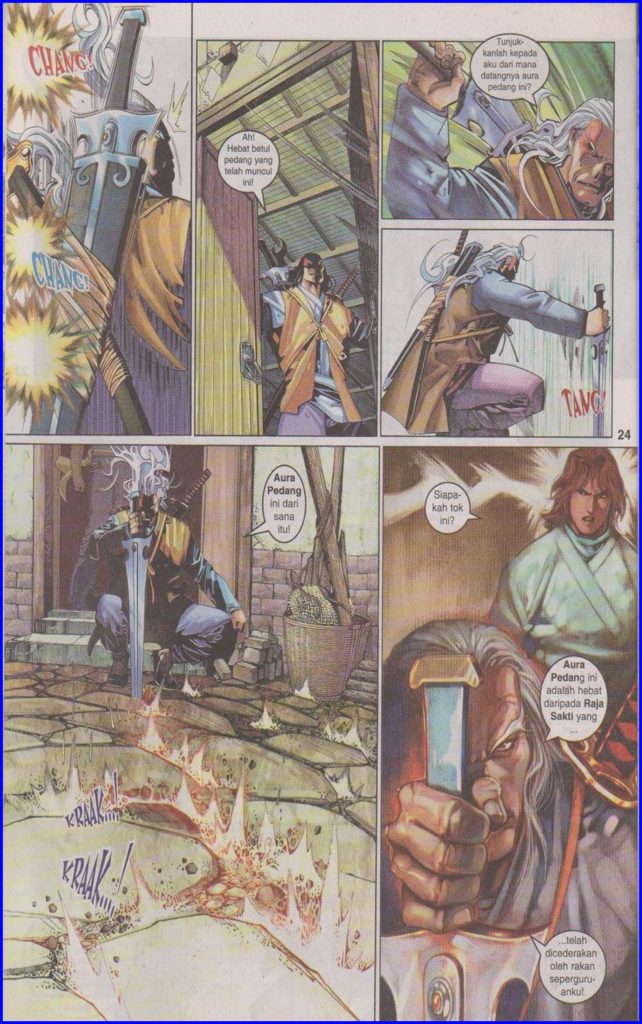 CHANG!
CHANG!
Ah!
Hebat betul
pedang yang
telah muncul
ini!
Tunjuk-
kanlah kepada
aku dari mana
datangnya aura
pedang ini?
TANG!
24
Aura
Pedang
ini dari
sana
itu!
KRAAK!!!!
KRAAK!!!!
Siapa-
kah tok
ini?
Aura
Pedang ini
adalah hebat
daripada Raja
Sakti yang
...
...telah
dicederakan
oleh rakan
seperguru-
anku!